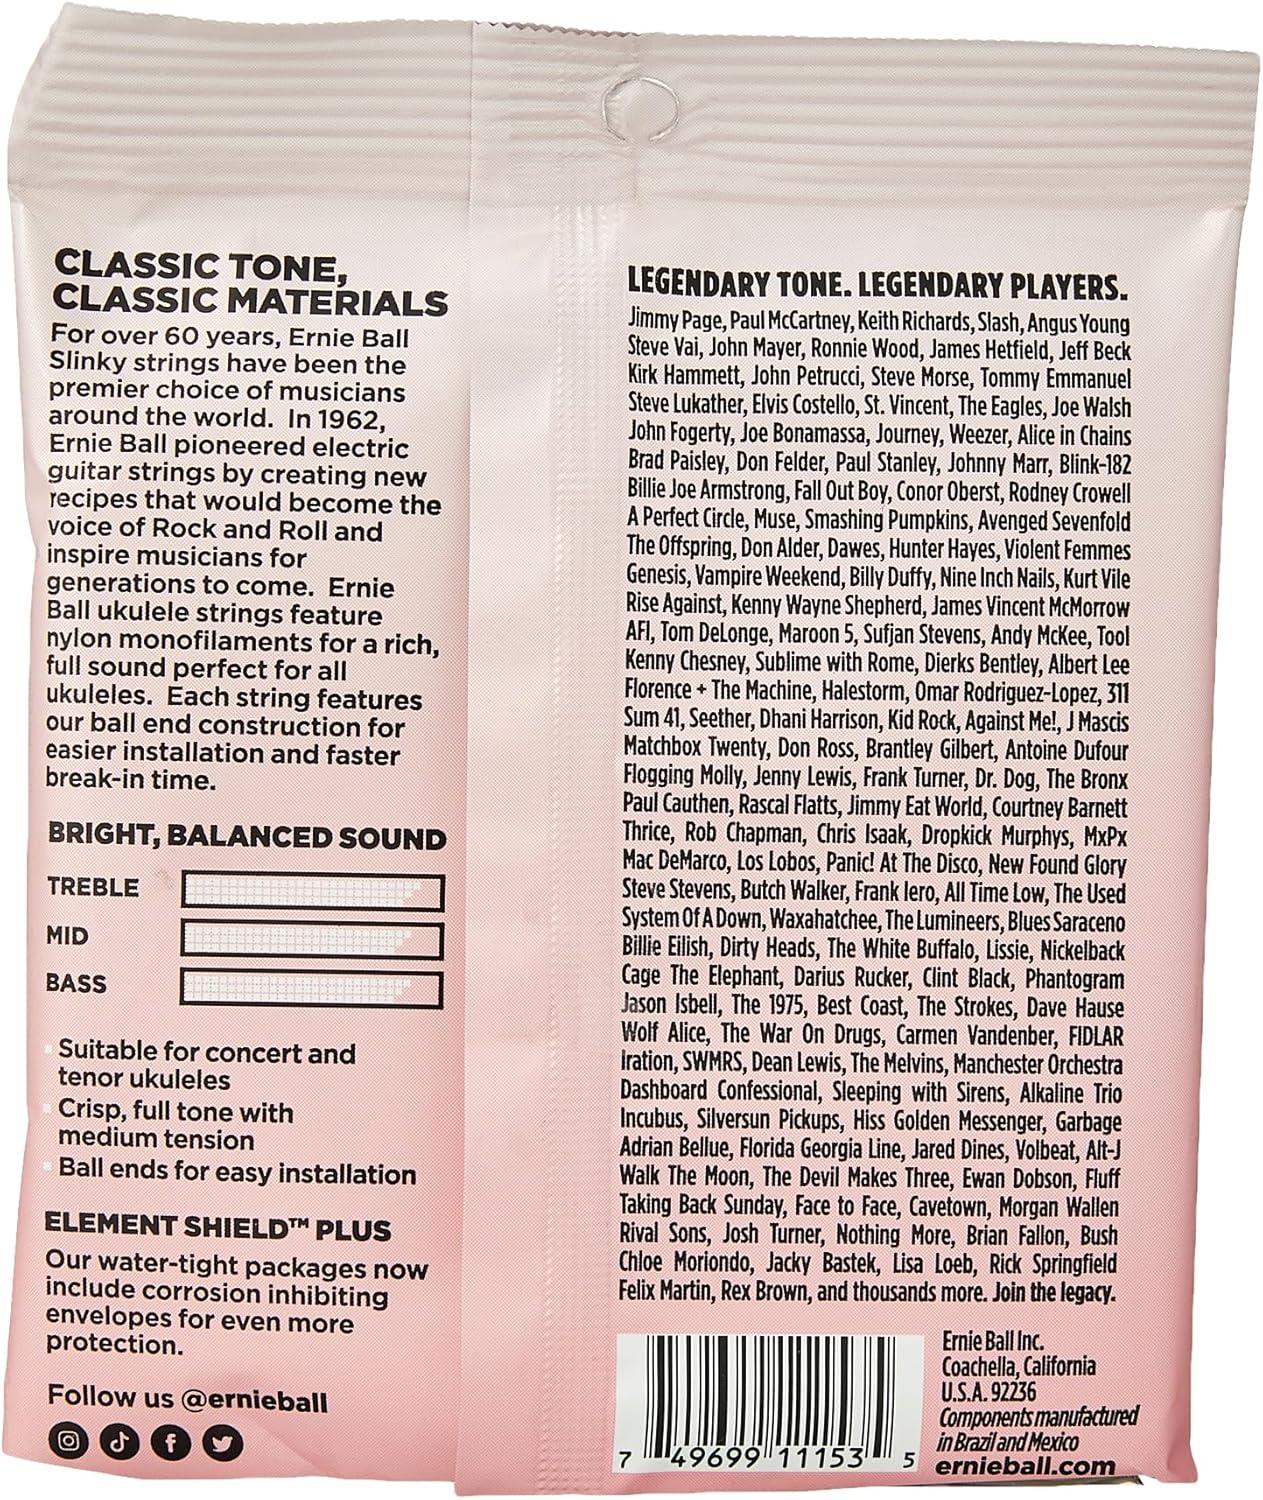 CLASSIC TONE,
CLASSIC MATERIALS
For over 60 years, Ernie Ball
Slinky strings have been the
premier choice of musicians
around the world.  In 1962,
Ernie Ball pioneered electric
guitar strings by creating new
recipes that would become the
voice of Rock and Roll and
inspire musicians for
generations to come.  Ernie
Ball ukulele strings feature
nylon monofilaments for a rich,
full sound perfect for all
ukuleles.  Each string features
our ball end construction for
easier installation and faster
break-in time.
BRIGHT, BALANCED SOUND
TREBLE
MID
BASS
Suitable for concert and
tenor ukuleles
Crisp, full tone with
medium tension
Ball ends for easy installation
ELEMENT SHIELD™ PLUS
Our water-tight packages now
include corrosion inhibiting
envelopes for even more
protection.
Follow us @ernieball
LEGENDARY TONE. LEGENDARY PLAYERS.
Jimmy Page, Paul McCartney, Keith Richards, Slash, Angus Young
Steve Vai, John Mayer, Ronnie Wood, James Hetfield, Jeff Beck
Kirk Hammett, John Petrucci, Steve Morse, Tommy Emmanuel
Steve Lukather, Elvis Costello, St. Vincent, The Eagles, Joe Walsh
John Fogerty, Joe Bonamassa, Journey, Weezer, Alice in Chains
Brad Paisley, Don Felder, Paul Stanley, Johnny Marr, Blink-182
Billie Joe Armstrong, Fall Out Boy, Conor Oberst, Rodney Crowell
A Perfect Circle, Muse, Smashing Pumpkins, Avenged Sevenfold
The Offspring, Don Alder, Dawes, Hunter Hayes, Violent Femmes
Genesis, Vampire Weekend, Billy Duffy, Nine Inch Nails, Kurt Vile
Rise Against, Kenny Wayne Shepherd, James Vincent McMorrow
AFI, Tom DeLonge, Maroon 5, Sufjan Stevens, Andy McKee, Tool
Kenny Chesney, Sublime with Rome, Dierks Bentley, Albert Lee
Florence + The Machine, Halestorm, Omar Rodriguez-Lopez, 311
Sum 41, Seether, Dhani Harrison, Kid Rock, Against Me!, J Mascis
Matchbox Twenty, Don Ross, Brantley Gilbert, Antoine Dufour
Flogging Molly, Jenny Lewis, Frank Turner, Dr. Dog, The Bronx
Paul Cauthen, Rascal Flatts, Jimmy Eat World, Courtney Barnett
Thrice, Rob Chapman, Chris Isaak, Dropkick Murphys, MxPx
Mac DeMarco, Los Lobos, Panic! At The Disco, New Found Glory
Steve Stevens, Butch Walker, Frank Iero, All Time Low, The Used
System Of A Down, Waxahatchee, The Lumineers, Blues Saraceno
Billie Eilish, Dirty Heads, The White Buffalo, Lissie, Nickelback
Cage The Elephant, Darius Rucker, Clint Black, Phantogram
Jason Isbell, The 1975, Best Coast, The Strokes, Dave Hause
Wolf Alice, The War On Drugs, Carmen Vandenber, FIDLAR
Iration, SWMRS, Dean Lewis, The Melvins, Manchester Orchestra
Dashboard Confessional, Sleeping with Sirens, Alkaline Trio
Incubus, Silversun Pickups, Hiss Golden Messenger, Garbage
Adrian Bellue, Florida Georgia Line, Jared Dines, Volbeat, Alt-J
Walk The Moon, The Devil Makes Three, Ewan Dobson, Fluff
Taking Back Sunday, Face to Face, Cavetown, Morgan Wallen
Rival Sons, Josh Turner, Nothing More, Brian Fallon, Bush
Chloe Moriondo, Jacky Bastek, Lisa Loeb, Rick Springfield
Felix Martin, Rex Brown, and thousands more. Join the legacy.
7 49699 11153 5
Ernie Ball Inc.
Coachella, California
U.S.A. 92236
Components manufactured
in Brazil and Mexico
ernieball.com